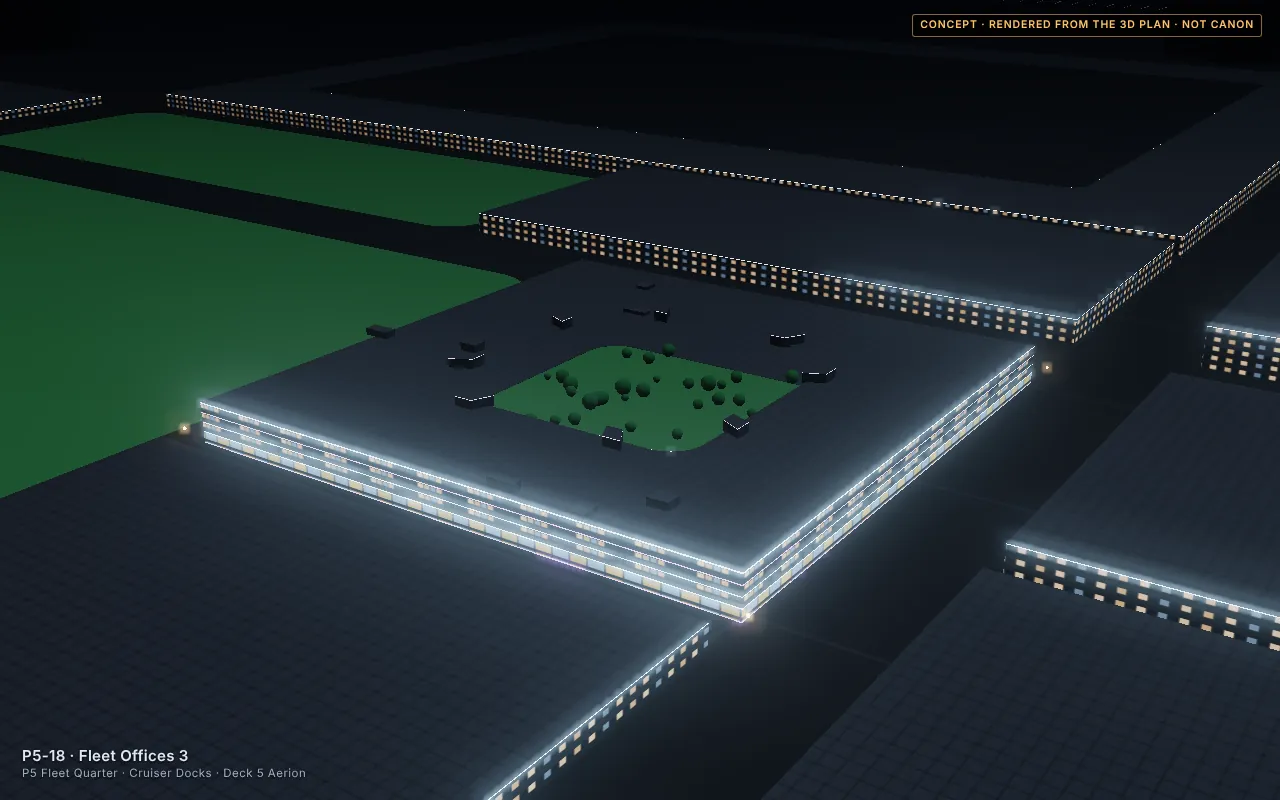 CONCEPT · RENDERED FROM THE 3D PLAN · NOT CANON
P5-18 · Fleet Offices 3
P5 Fleet Quarter · Cruiser Docks · Deck 5 Aerion